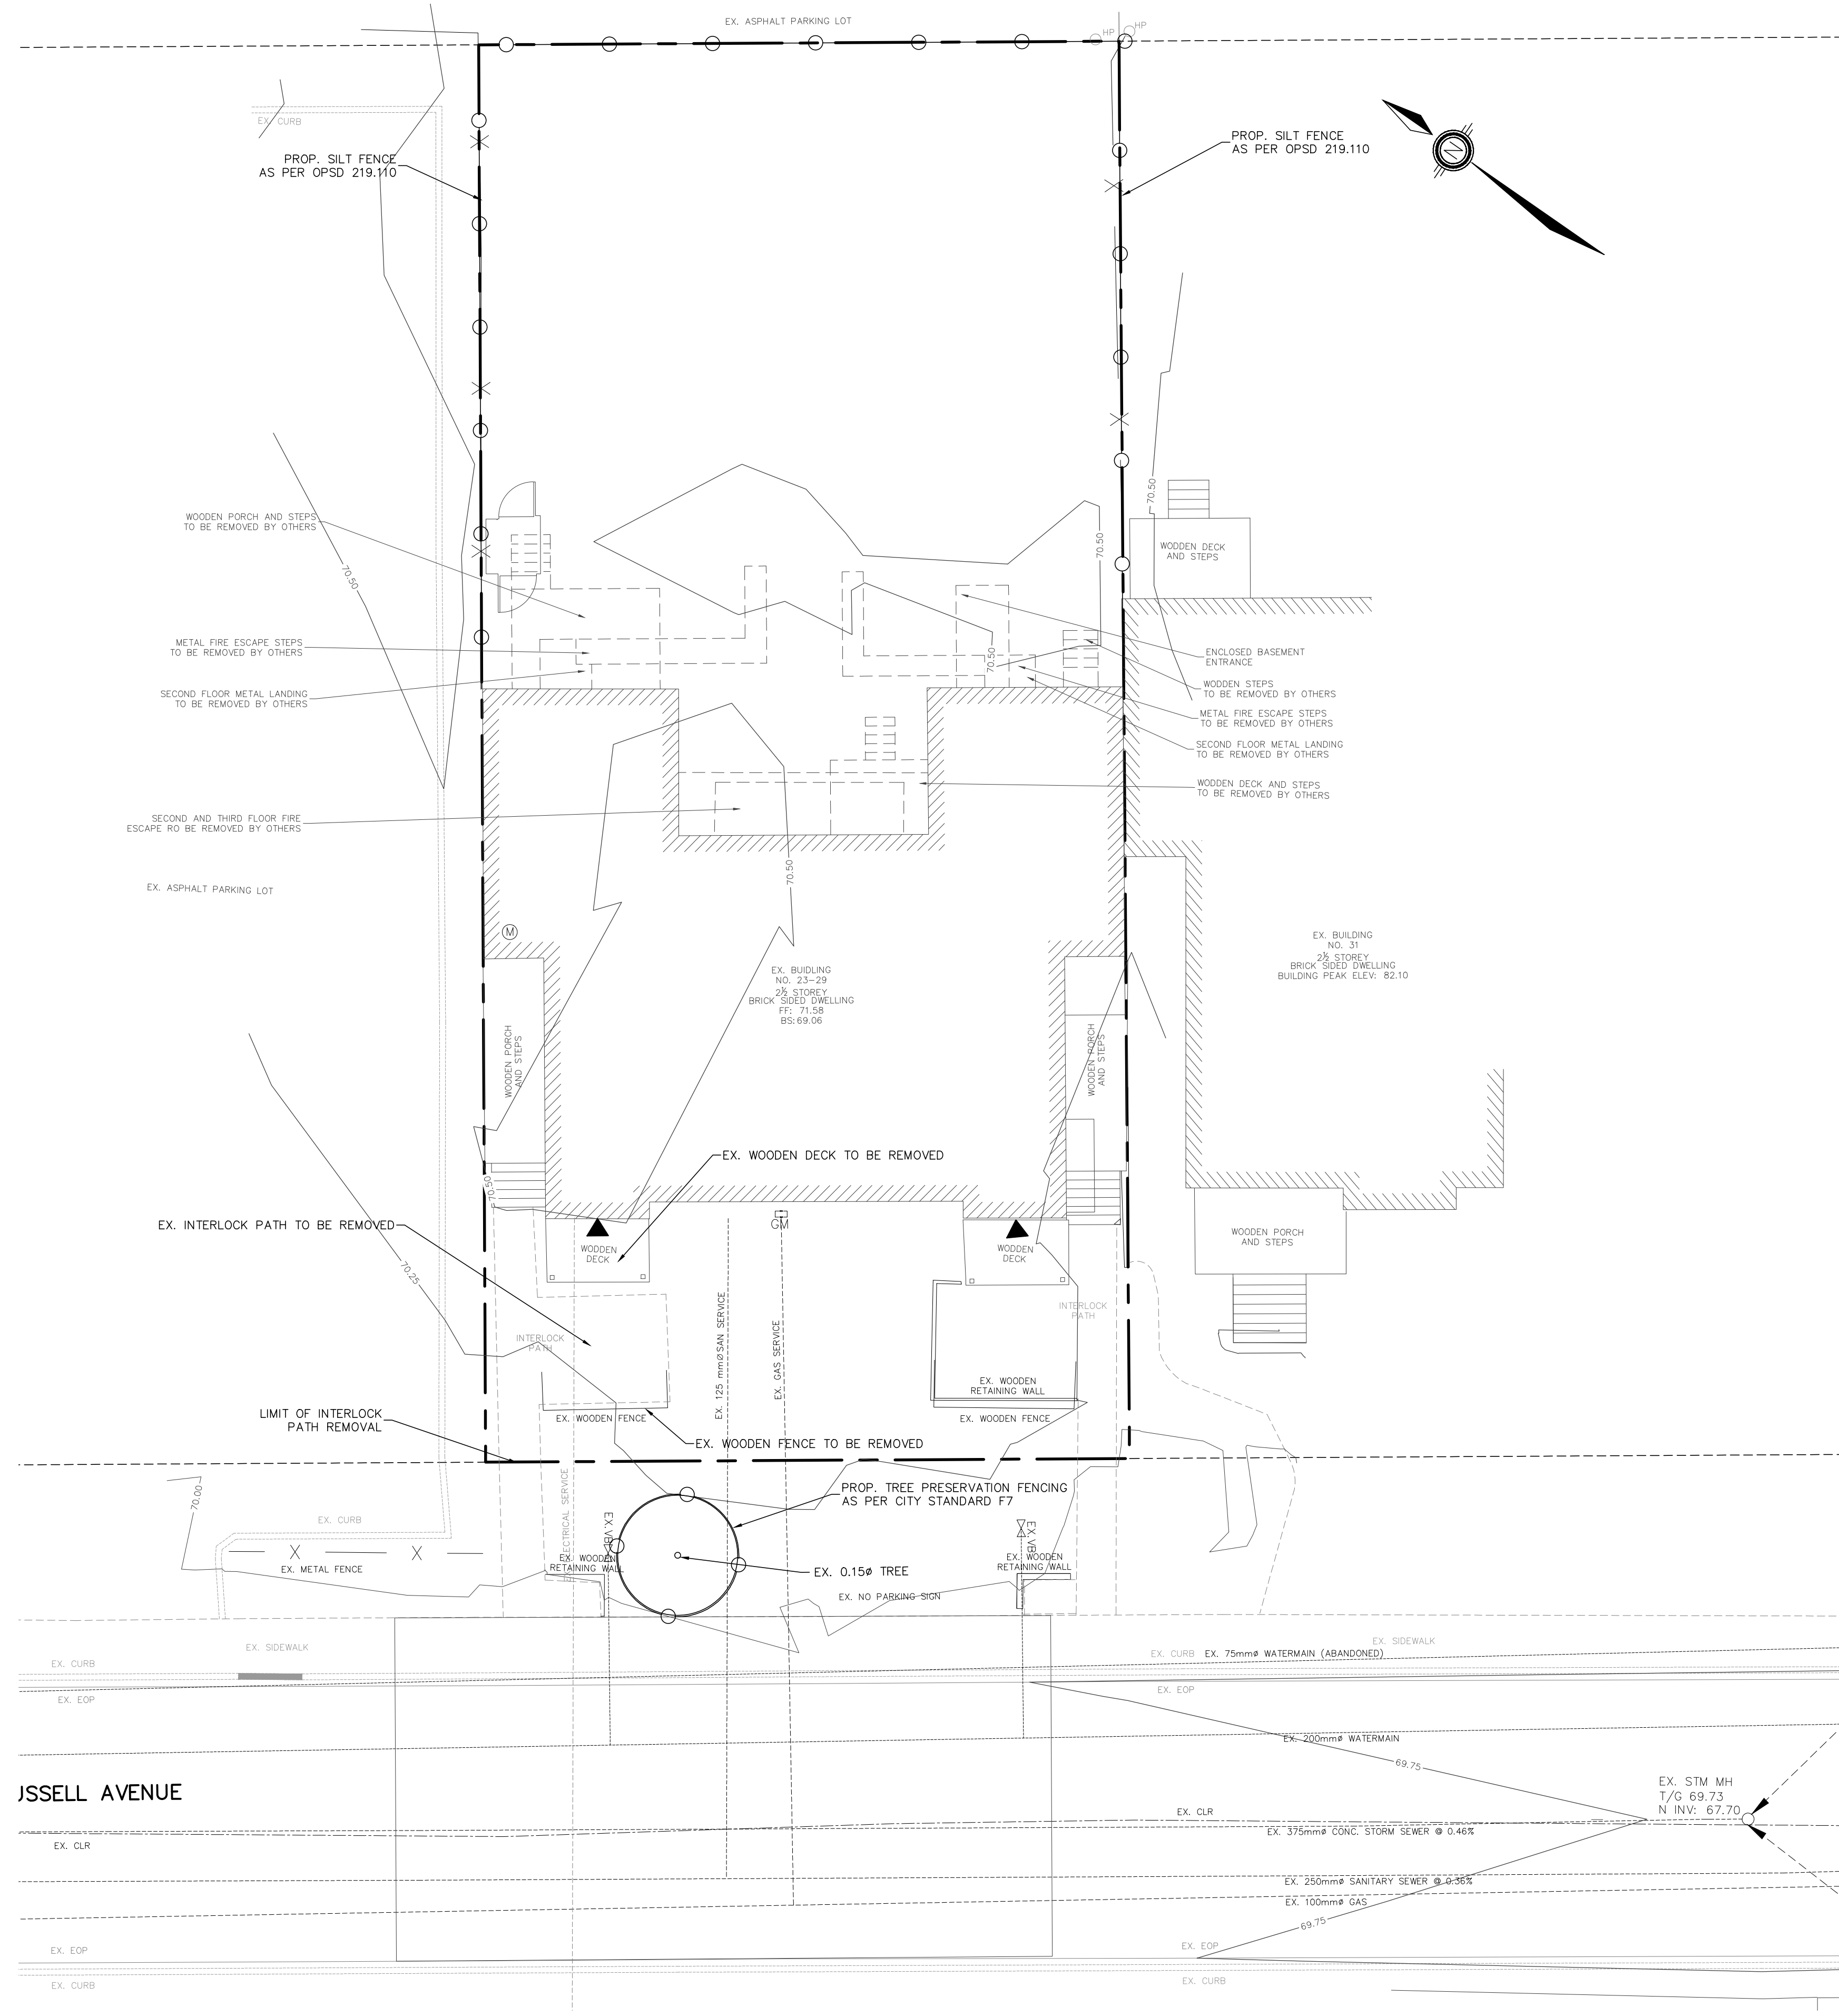 EX. ASPHALT PARKING LOT
HP
HP
EX. CURB
PROP. SILT FENCE
AS PER OPSD 219.110
PROP. SILT FENCE
AS PER OPSD 219.110
N
WOODEN PORCH AND STEPS
TO BE REMOVED BY OTHERS
70.50
70.50
70.50
WODDEN DECK
AND STEPS
METAL FIRE ESCAPE STEPS
TO BE REMOVED BY OTHERS
70.50
ENCLOSED BASEMENT
ENTRANCE
SECOND FLOOR METAL LANDING
TO BE REMOVED BY OTHERS
WODDEN STEPS
TO BE REMOVED BY OTHERS
METAL FIRE ESCAPE STEPS
TO BE REMOVED BY OTHERS
SECOND FLOOR METAL LANDING
TO BE REMOVED BY OTHERS
WODDEN DECK AND STEPS
TO BE REMOVED BY OTHERS
SECOND AND THIRD FLOOR FIRE
ESCAPE RO BE REMOVED BY OTHERS
70.50
EX. ASPHALT PARKING LOT
M
EX. BUIDLING
NO. 23-29
2½ STOREY
BRICK SIDED DWELLING
FF: 71.58
BS: 69.06
EX. BUILDING
NO. 31
2½ STOREY
BRICK SIDED DWELLING
BUILDING PEAK ELEV: 82.10
WOODEN PORCH
AND STEPS
WOODEN PORCH
AND STEPS
EX. WOODEN DECK TO BE REMOVED
70.50
EX. INTERLOCK PATH TO BE REMOVED
GM
WODDEN
DECK
WODDEN
DECK
WOODEN PORCH
AND STEPS
70.25
INTERLOCK
PATH
INTERLOCK
PATH
EX. 125 mmØ SAN SERVICE
EX. GAS SERVICE
EX. WOODEN
RETAINING WALL
LIMIT OF INTERLOCK
PATH REMOVAL
EX. WOODEN FENCE
EX. WOODEN FENCE
EX. WOODEN FENCE TO BE REMOVED
70.00
ELECTRICAL SERVICE
PROP. TREE PRESERVATION FENCING
AS PER CITY STANDARD F7
EX. CURB
EX. VB
EX. VB
EX. METAL FENCE
EX. WOODEN
RETAINING WALL
EX. WOODEN
RETAINING WALL
EX. 0.15ø TREE
EX. NO PARKING SIGN
EX. SIDEWALK
EX. SIDEWALK
EX. CURB
EX. CURB
EX. 75mmø WATERMAIN (ABANDONED)
EX. EOP
EX. EOP
EX. 200mmø WATERMAIN
69.75
USSELL AVENUE
EX. STM MH
T/G 69.73
N INV: 67.70
EX. CLR
EX. CLR
EX. 375mmø CONC. STORM SEWER @ 0.46%
EX. 250mmø SANITARY SEWER @ 0.36%
EX. 100mmø GAS
69.75
EX. EOP
EX. EOP
EX. CURB
EX. CURB